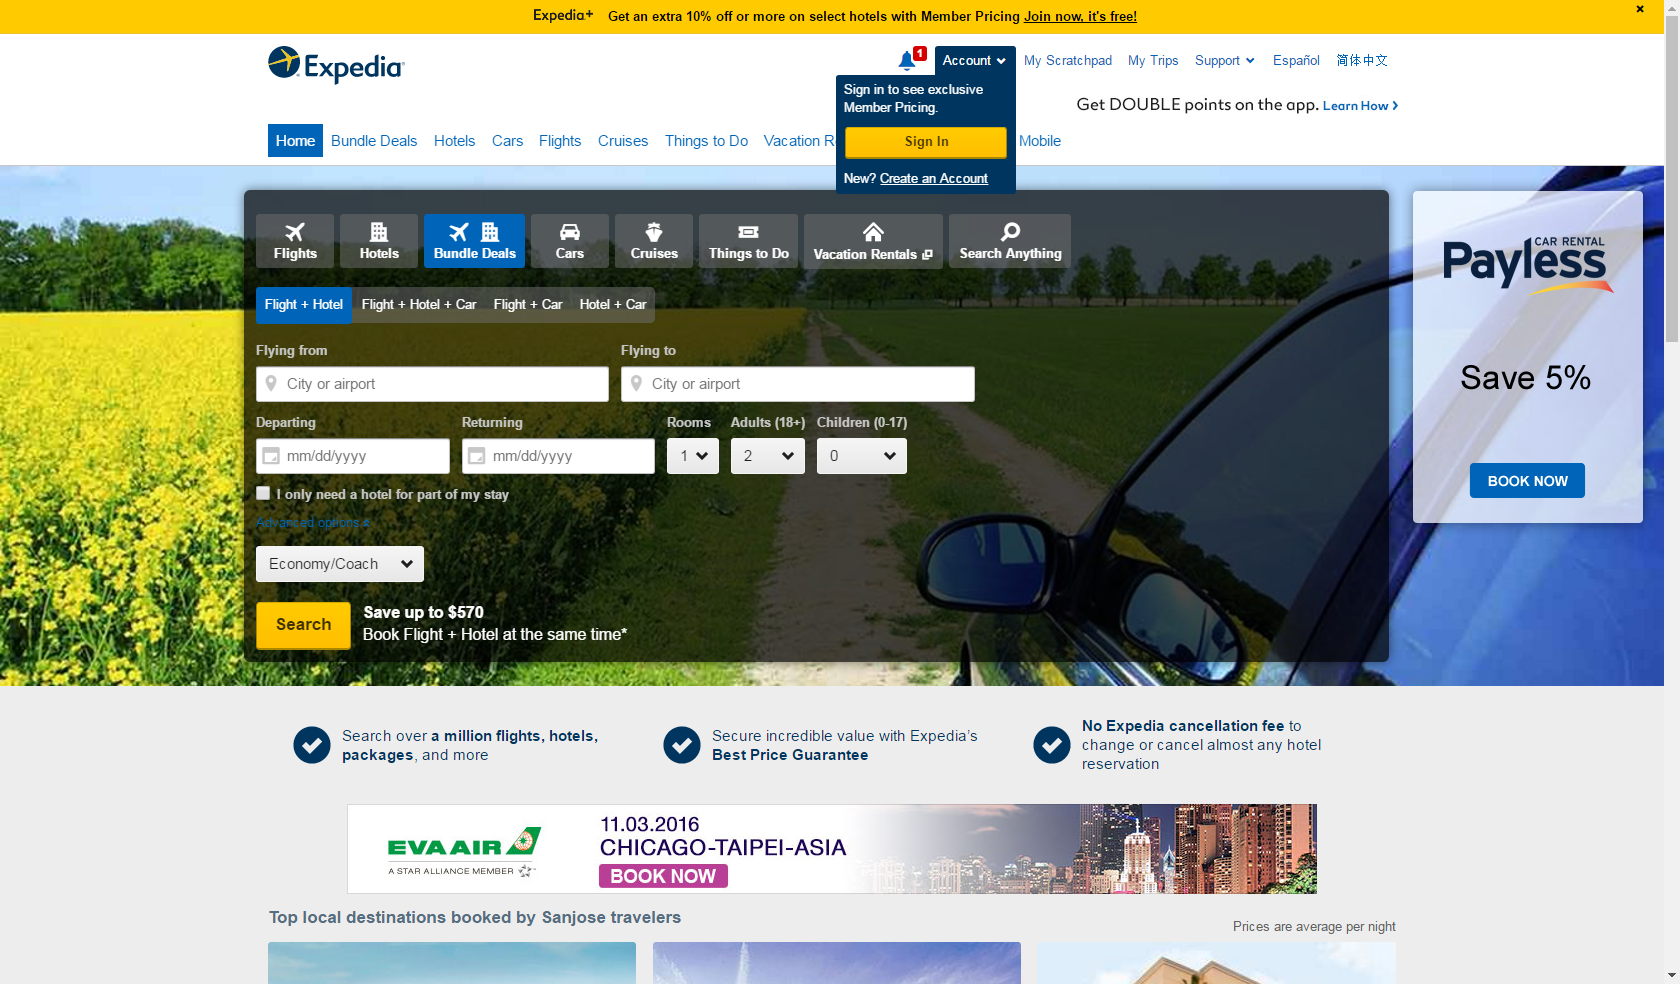 Expedia+ Get an extra 10% off or more on select hotels with Member Pricing Join now, it's free!
Expedia
1
Account
My Scratchpad
My Trips
Support
Español
简体中文
Sign in to see exclusive
Member Pricing.
Sign In
New? Create an Account
Get DOUBLE points on the app. Learn How
Home
Bundle Deals
Hotels
Cars
Flights
Cruises
Things to Do
Vacation R
Mobile
Flights
Hotels
Bundle Deals
Cars
Cruises
Things to Do
Vacation Rentals
Search Anything
Flight + Hotel
Flight + Hotel + Car
Flight + Car
Hotel + Car
Flying from
Flying to
City or airport
City or airport
Departing
Returning
Rooms
Adults (18+)
Children (0-17)
mm/dd/yyyy
mm/dd/yyyy
1
2
0
I only need a hotel for part of my stay
Advanced options
Economy/Coach
Search
Save up to $570
Book Flight + Hotel at the same time*
CAR RENTAL
Payless
Save 5%
BOOK NOW
Search over a million flights, hotels,
packages, and more
Secure incredible value with Expedia's
Best Price Guarantee
No Expedia cancellation fee to
change or cancel almost any hotel
reservation
EVA AIR
A STAR ALLIANCE MEMBER
11.03.2016
CHICAGO-TAIPEI-ASIA
BOOK NOW
Top local destinations booked by Sanjose travelers
Prices are average per night